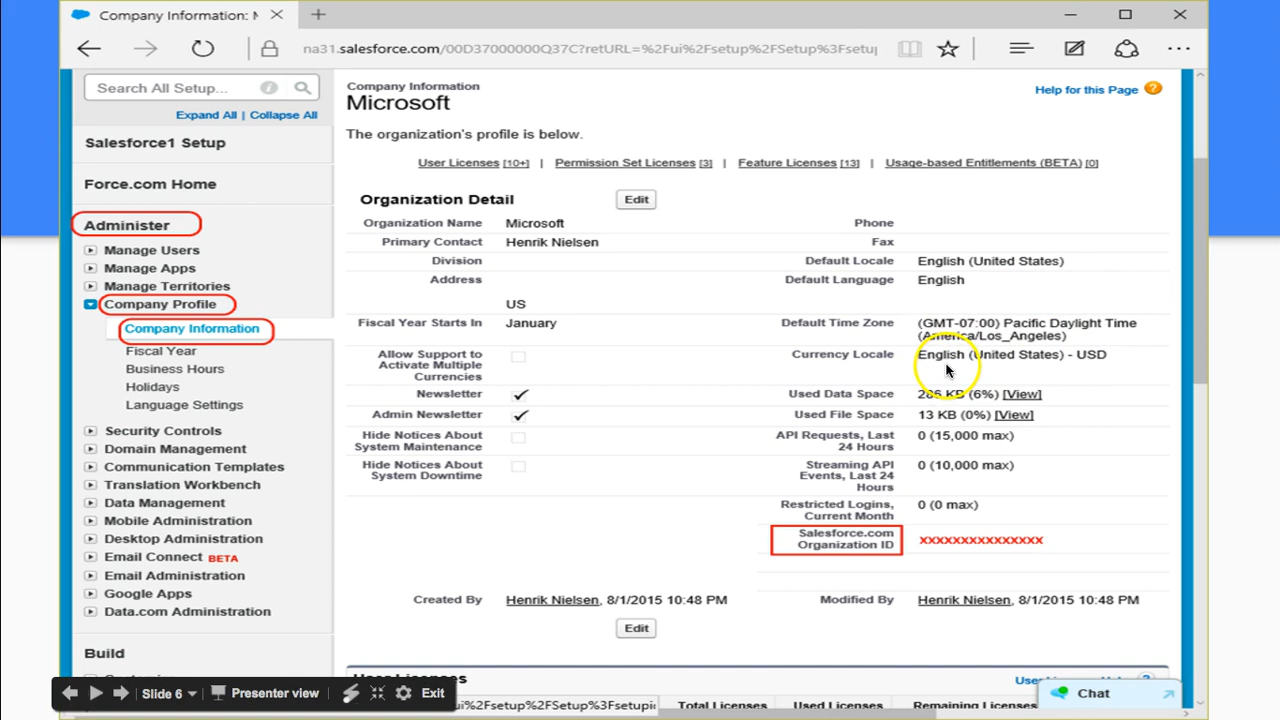 Company Information: M
na31.salesforce.com/00D37000000Q37C?retURL=%2Fui%2Fsetup%2FSetup%3Fsetup
Search All Setup...
Expand All | Collapse All
Salesforce1 Setup
Force.com Home
Administer
Manage Users
Manage Apps
Manage Territories
Company Profile
Company Information
Fiscal Year
Business Hours
Holidays
Language Settings
Security Controls
Domain Management
Communication Templates
Translation Workbench
Data Management
Mobile Administration
Desktop Administration
Email Connect BETA
Email Administration
Google Apps
Data.com Administration
Build
Company Information
Microsoft
Help for this Page ?
The organization's profile is below.
User Licenses [10+] | Permission Set Licenses [3] | Feature Licenses [13] | Usage-based Entitlements (BETA) [0]
Organization Detail Edit
Organization Name Microsoft Phone
Primary Contact Henrik Nielsen Fax
Division Default Locale English (United States)
Address Default Language English
US
Fiscal Year Starts In January Default Time Zone (GMT-07:00) Pacific Daylight Time
(America/Los_Angeles)
Allow Support to Currency Locale English (United States) - USD
Activate Multiple
Currencies
Newsletter Used Data Space 286 KB (6%) [View]
Admin Newsletter Used File Space 13 KB (0%) [View]
Hide Notices About API Requests, Last 0 (15,000 max)
System Maintenance 24 Hours
Hide Notices About Streaming API 0 (10,000 max)
System Downtime Events, Last 24
Hours
Restricted Logins, 0 (0 max)
Current Month
Salesforce.com xxxxxxxxxxxxxxx
Organization ID
Created By Henrik Nielsen, 8/1/2015 10:48 PM Modified By Henrik Nielsen, 8/1/2015 10:48 PM
Edit
User Licenses
Slide 6 Presenter view Exit
Chat
Total Licenses Used Licenses Remaining Licenses